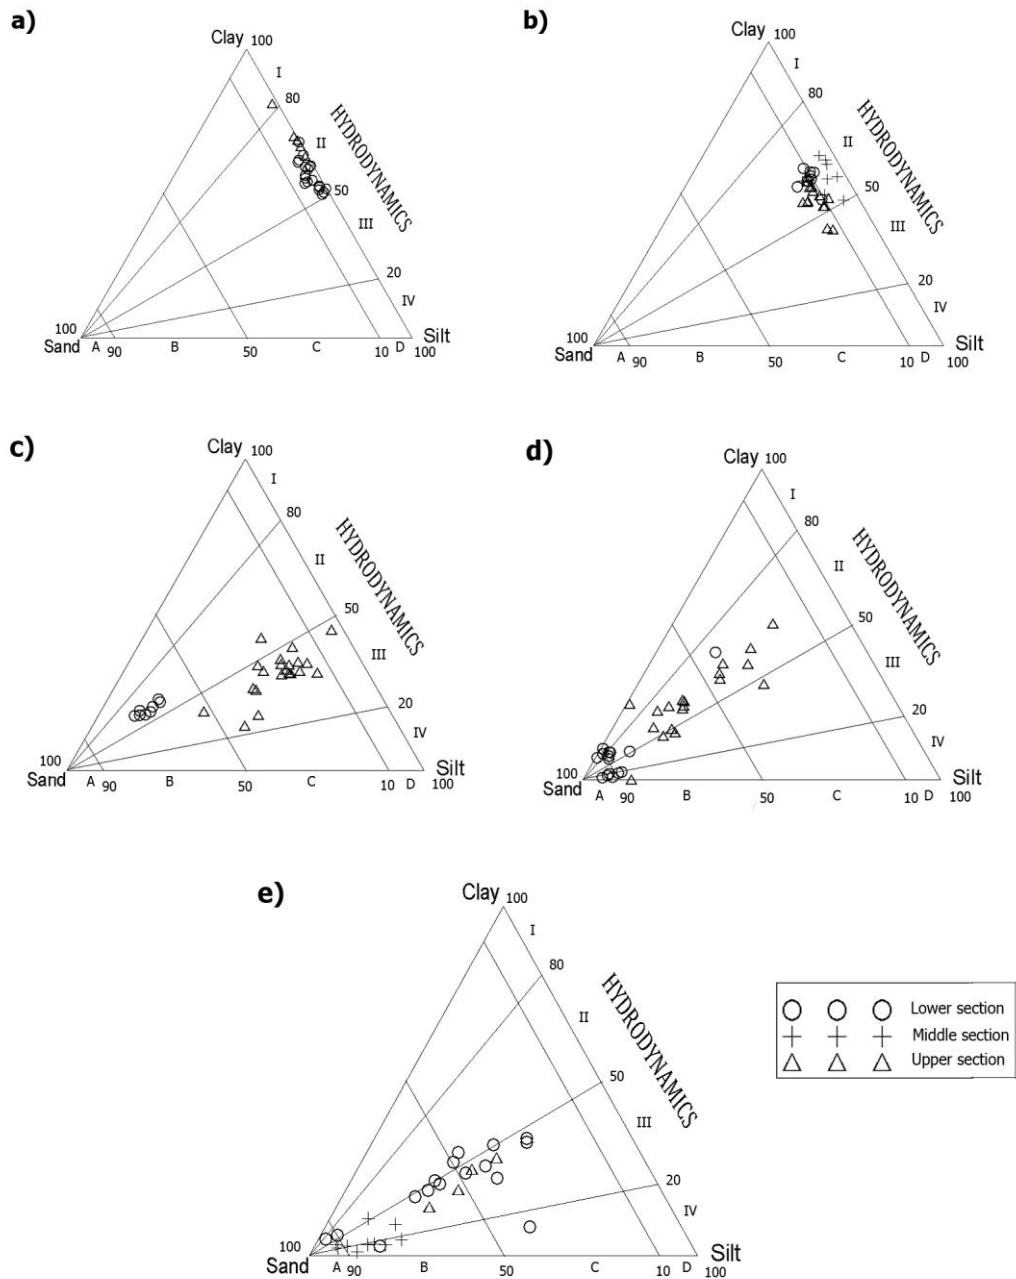 a)
Clay 100
I
80
II
HYDRODYNAMICS
50
III
20
IV
100
Sand A 90 B 50 C 10 D 100 Silt
b)
Clay 100
I
80
II
HYDRODYNAMICS
50
III
20
IV
100
Sand A 90 B 50 C 10 D 100 Silt
c)
Clay 100
I
80
II
HYDRODYNAMICS
50
III
20
IV
100
Sand A 90 B 50 C 10 D 100 Silt
d)
Clay 100
I
80
II
HYDRODYNAMICS
50
III
20
IV
100
Sand A 90 B 50 C 10 D 100 Silt
e)
Clay 100
I
80
II
HYDRODYNAMICS
50
III
20
IV
100
Sand A 90 B 50 C 10 D 100 Silt
Lower section
Middle section
Upper section